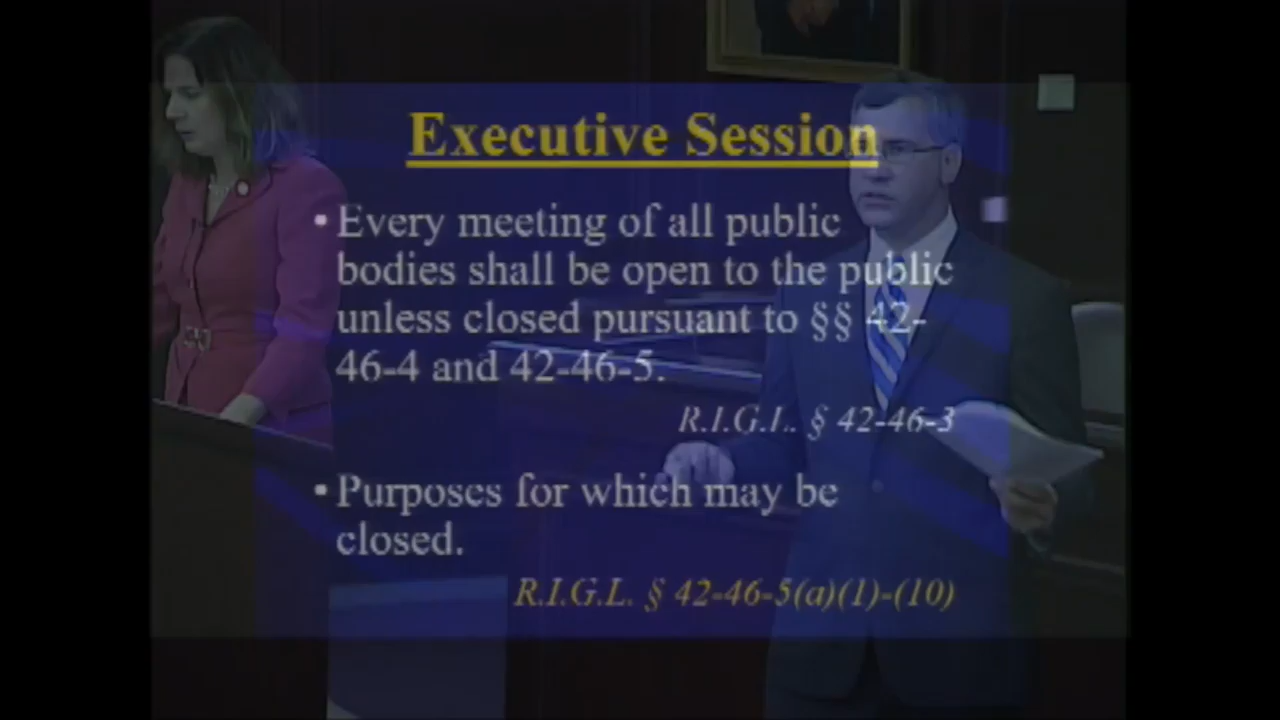 Executive Session
• Every meeting of all public
bodies shall be open to the public
unless closed pursuant to §§ 42-
46-4 and 42-46-5.
R.I.G.L. § 42-46-3
• Purposes for which may be
closed.
R.I.G.L. § 42-46-5(a)(1)-(10)